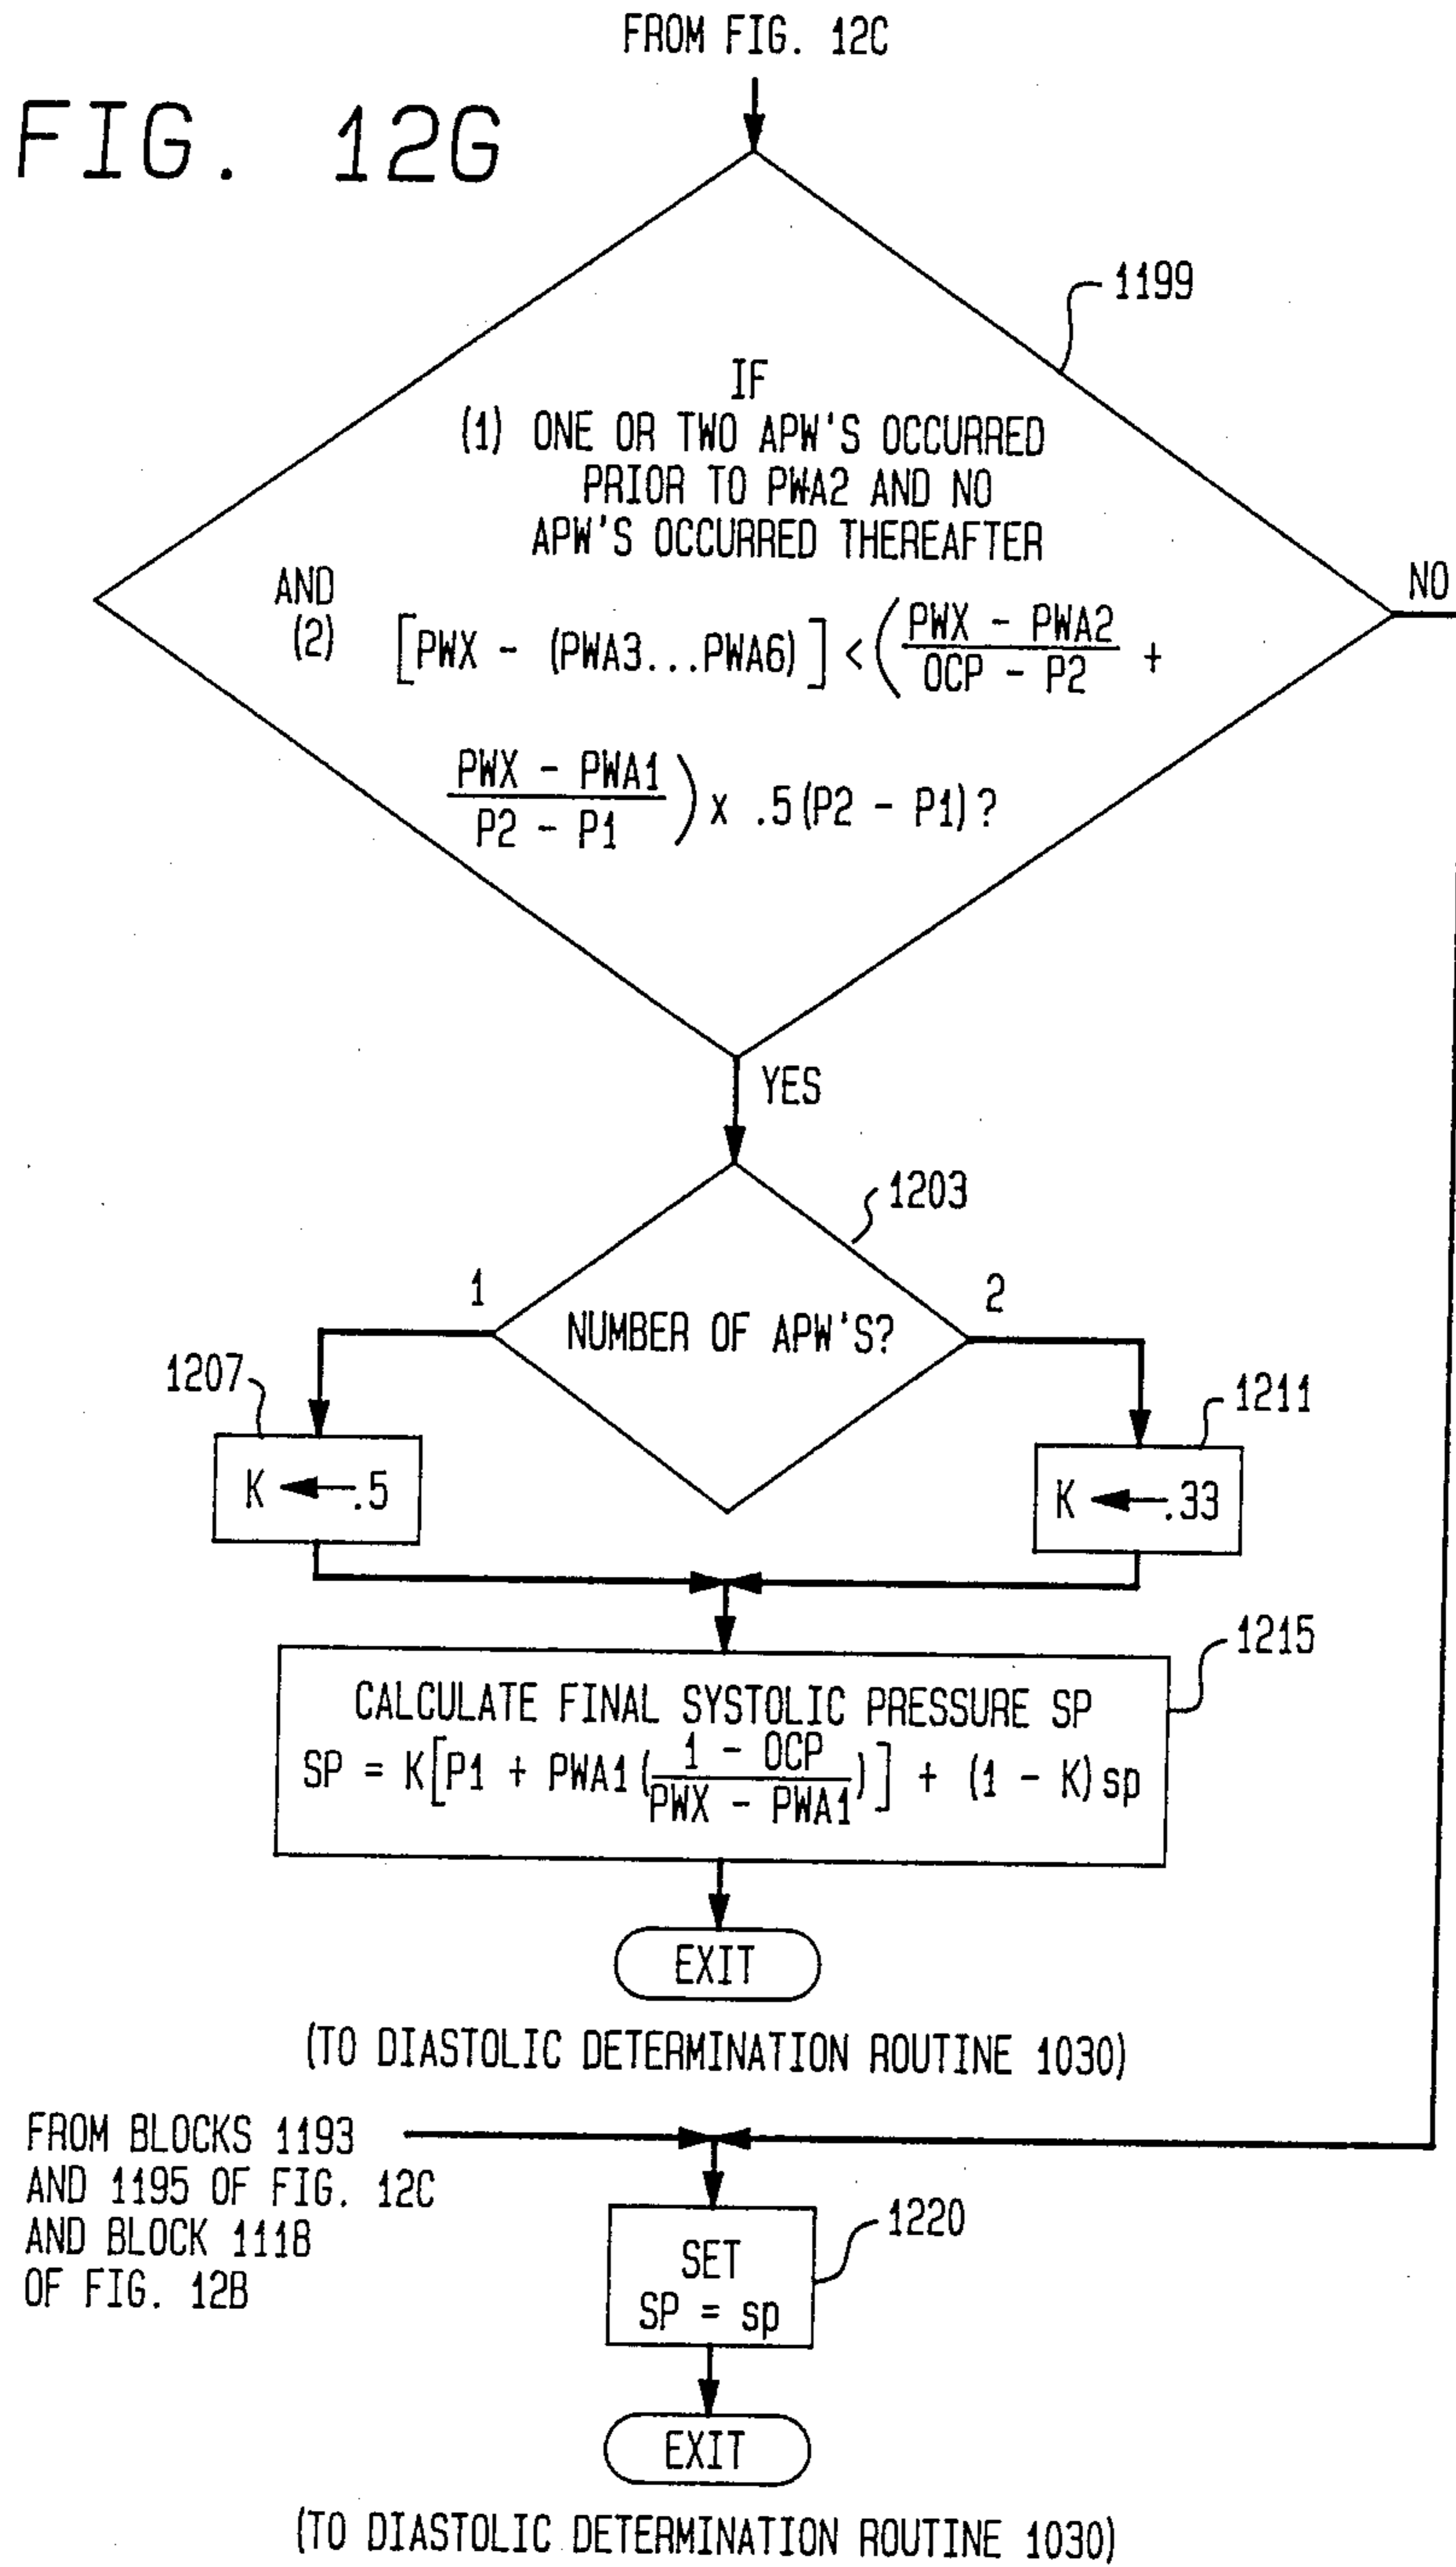 FROM FIG. 12C
FIG. 12G
1199
IF
(1) ONE OR TWO APW'S OCCURRED
PRIOR TO PWA2 AND NO
APW'S OCCURRED THEREAFTER
AND
(2) [PWX - (PWA3...PWA6)] < (PWX - PWA2 / OCP - P2 +
PWX - PWA1 / P2 - P1) x .5(P2 - P1)?
NO
YES
1203
1
2
NUMBER OF APW'S?
1207
1211
K ← .5
K ← .33
1215
CALCULATE FINAL SYSTOLIC PRESSURE SP
SP = K[P1 + PWA1(1 - OCP / PWX - PWA1)] + (1 - K)sp
EXIT
(TO DIASTOLIC DETERMINATION ROUTINE 1030)
FROM BLOCKS 1193
AND 1195 OF FIG. 12C
AND BLOCK 1118
OF FIG. 12B
1220
SET
SP = sp
EXIT
(TO DIASTOLIC DETERMINATION ROUTINE 1030)